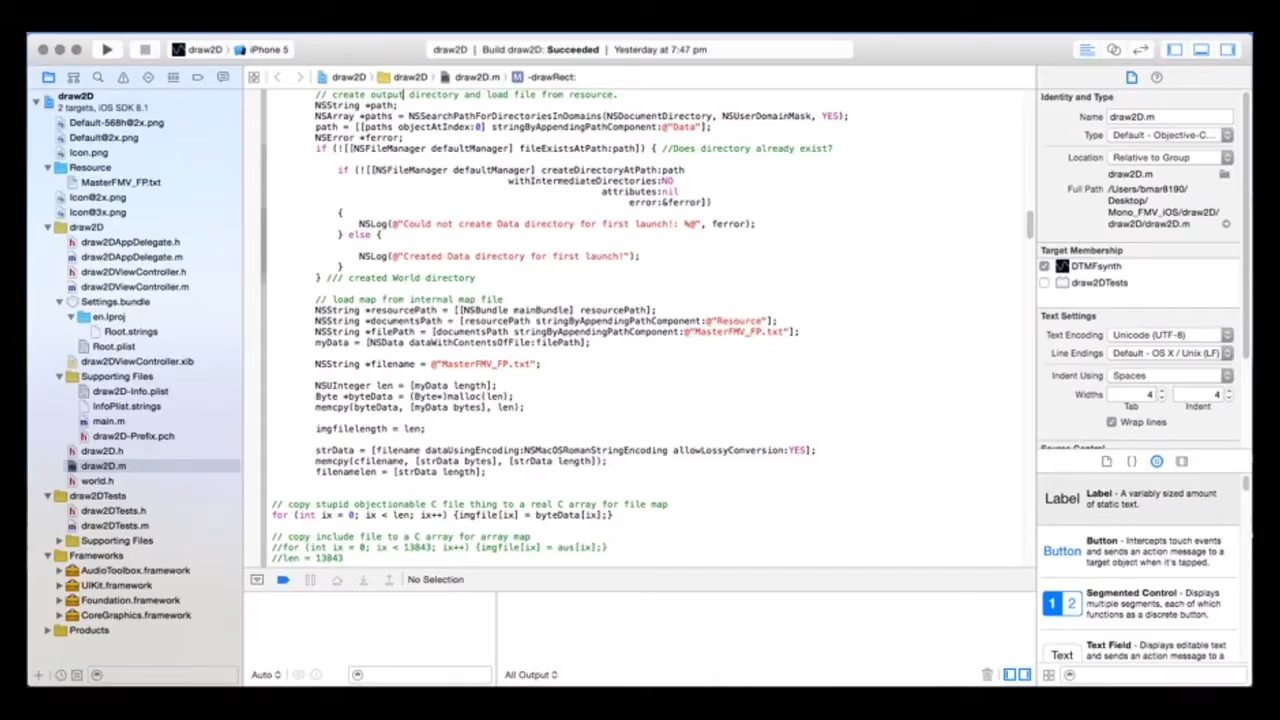 draw2D
iPhone 5
draw2D | Build draw2D: Succeeded | Yesterday at 7:47 pm
draw2D
2 targets, iOS SDK 8.1
Default-568h@2x.png
Default@2x.png
Icon.png
Resource
MasterFMV_FP.txt
Icon@2x.png
Icon@3x.png
draw2D
draw2DAppDelegate.h
draw2DAppDelegate.m
draw2DViewController.h
draw2DViewController.m
Settings.bundle
en.lproj
Root.strings
Root.plist
draw2DViewController.xib
Supporting Files
draw2D-Info.plist
InfoPlist.strings
main.m
draw2D-Prefix.pch
draw2D.h
draw2D.m
world.h
draw2DTests
draw2DTests.h
draw2DTests.m
Supporting Files
Frameworks
AudioToolbox.framework
UIKit.framework
Foundation.framework
CoreGraphics.framework
Products
draw2D
draw2D
draw2D.m
M
-drawRect:
// create output directory and load file from resource.
NSString *path;
NSArray *paths = NSSearchPathForDirectoriesInDomains(NSDocumentDirectory, NSUserDomainMask, YES);
path = [[paths objectAtIndex:0] stringByAppendingPathComponent:@"Data"];
NSError *ferror;
if (![[NSFileManager defaultManager] fileExistsAtPath:path]) { //Does directory already exist?
if (![[NSFileManager defaultManager] createDirectoryAtPath:path
withIntermediateDirectories:NO
attributes:nil
error:&ferror])
{
NSLog(@"Could not create Data directory for first launch!: %@", ferror);
} else {
NSLog(@"Created Data directory for first launch!");
}
} /// created World directory
// load map from internal map file
NSString *resourcePath = [[NSBundle mainBundle] resourcePath];
NSString *documentsPath = [resourcePath stringByAppendingPathComponent:@"Resource"];
NSString *filePath = [documentsPath stringByAppendingPathComponent:@"MasterFMV_FP.txt"];
myData = [NSData dataWithContentsOfFile:filePath];
NSString *filename = @"MasterFMV_FP.txt";
NSUInteger len = [myData length];
Byte *byteData = (Byte*)malloc(len);
memcpy(byteData, [myData bytes], len);
imgfilelength = len;
strData = [filename dataUsingEncoding:NSMacOSRomanStringEncoding allowLossyConversion:YES];
memcpy(cfilename, [strData bytes], [strData length]);
filenamelen = [strData length];
// copy stupid objectionable C file thing to a real C array for file map
for (int ix = 0; ix < len; ix++) {imgfile[ix] = byteData[ix];}
// copy include file to a C array for array map
//for (int ix = 0; ix < 13843; ix++) {imgfile[ix] = aus[ix];}
//len = 13843
No Selection
Auto
All Output
Identity and Type
Name draw2D.m
Type Default - Objective-C...
Location Relative to Group
draw2D.m
Full Path /Users/bmar8190/
Desktop/
Mono_FMV_iOS/draw2D/
draw2D/draw2D.m
Target Membership
DTMFsynth
draw2DTests
Text Settings
Text Encoding Unicode (UTF-8)
Line Endings Default - OS X / Unix (LF)
Indent Using Spaces
Widths 4 4
Tab Indent
Wrap lines
Source Control
{}
Label
Label - A variably sized amount
of static text.
Button
Button - Intercepts touch events
and sends an action message to a
target object when it's tapped.
1 2
Segmented Control - Displays
multiple segments, each of which
functions as a discrete button.
Text
Text Field - Displays editable text
and sends an action message to a